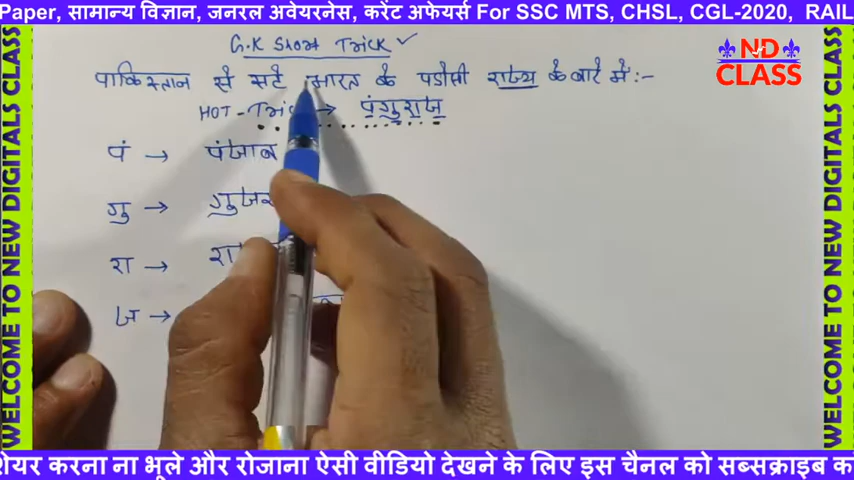 Paper, सामान्य विज्ञान, जनरल अवेयरनेस, करेंट अफेयर्स For SSC MTS, CHSL, CGL-2020, RAIL
ND
CLASS
G.K Short Trick ✓
पाकिस्तान से सटे भारत के पडोसी राज्य के बारे में:-
HOT-Trick → पंगुराज
पं → पंजाब
गु →
रा →
ज →
WELCOME TO NEW DIGITALS CLASSES
WELCOME TO NEW DIGITALS CLASSES
शेयर करना ना भूले और रोजाना ऐसी वीडियो देखने के लिए इस चैनल को सब्सक्राइब क